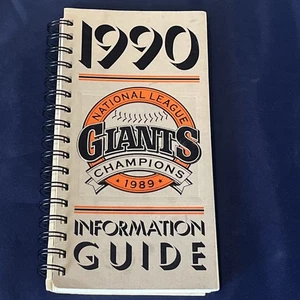 1990
NATIONAL LEAGUE
GIANTS
CHAMPIONS
• 1989 •
INFORMATION
GUIDE